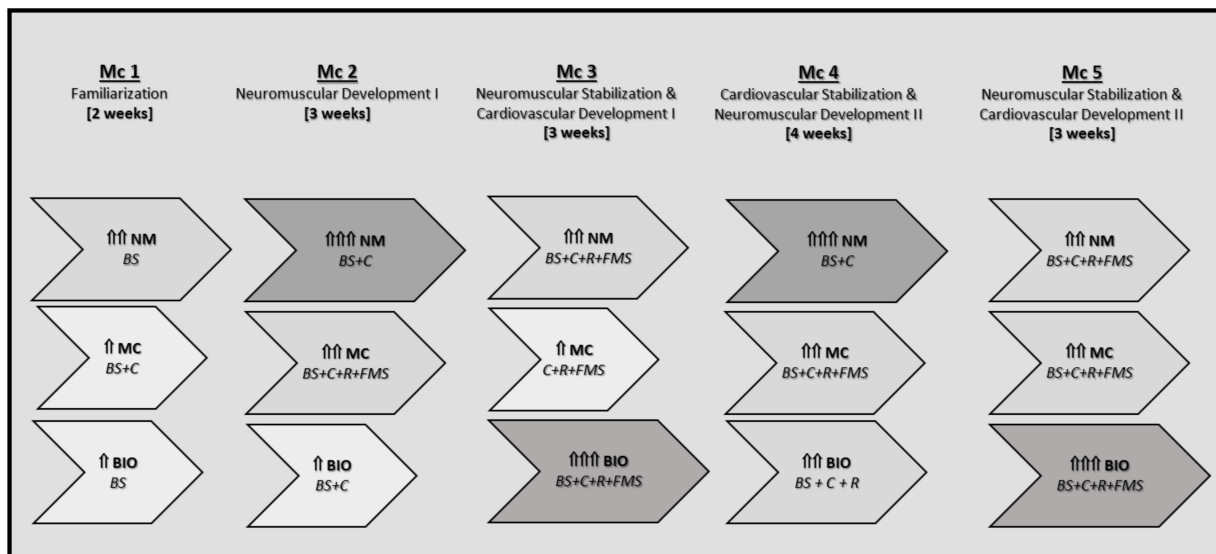 Mc 1
Familiarization
[2 weeks]
Mc 2
Neuromuscular Development I
[3 weeks]
Mc 3
Neuromuscular Stabilization &
Cardiovascular Development I
[3 weeks]
Mc 4
Cardiovascular Stabilization &
Neuromuscular Development II
[4 weeks]
Mc 5
Neuromuscular Stabilization &
Cardiovascular Development II
[3 weeks]
⇑⇑ NM
BS
⇑⇑⇑ NM
BS+C
⇑⇑ NM
BS+C+R+FMS
⇑⇑⇑ NM
BS+C
⇑⇑ NM
BS+C+R+FMS
⇑ MC
BS+C
⇑⇑ MC
BS+C+R+FMS
⇑ MC
C+R+FMS
⇑⇑ MC
BS+C+R+FMS
⇑⇑ MC
BS+C+R+FMS
⇑ BIO
BS
⇑ BIO
BS+C
⇑⇑⇑ BIO
BS+C+R+FMS
⇑⇑ BIO
BS + C + R
⇑⇑⇑ BIO
BS+C+R+FMS